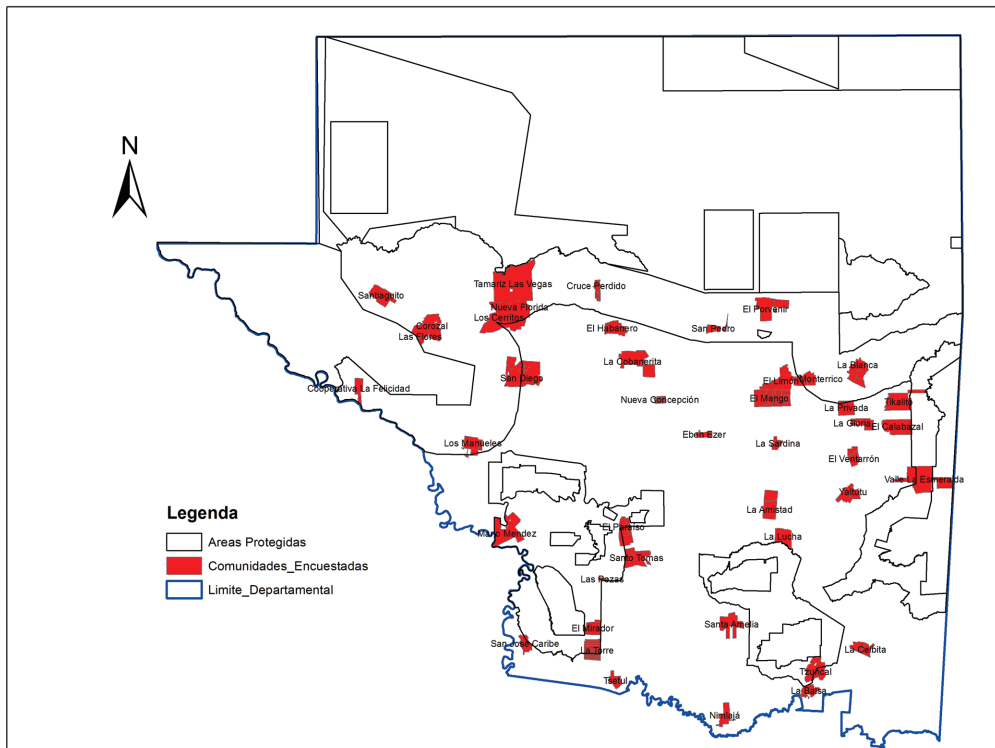 N
Tamariz Las Vegas
Cruce Perdido
Santiaguito
Nueva Florida
El Porvenir
Los Cerritos
Corozal
El Habanero
San Pedro
Las Flores
La Cobanerita
La Blanca
San Diego
El Limón
Monterrico
Cooperativa La Felicidad
Nueva Concepción
El Mango
Tikalito
La Privada
La Gloria
El Calabazal
Eben Ezer
Los Manueles
La Sardina
El Ventarrón
Valle La Esmeralda
Yaltutu
La Amistad
Legenda
Areas Protegidas
Comunidades_Encuestadas
Limite_Departamental
Mario Méndez
El Paraiso
La Lucha
Santo Tomas
Las Pozas
El Mirador
Santa Amelia
San José Caribe
La Torre
La Ceibita
Tzuncal
Tsetul
La Balsa
Nimlajá